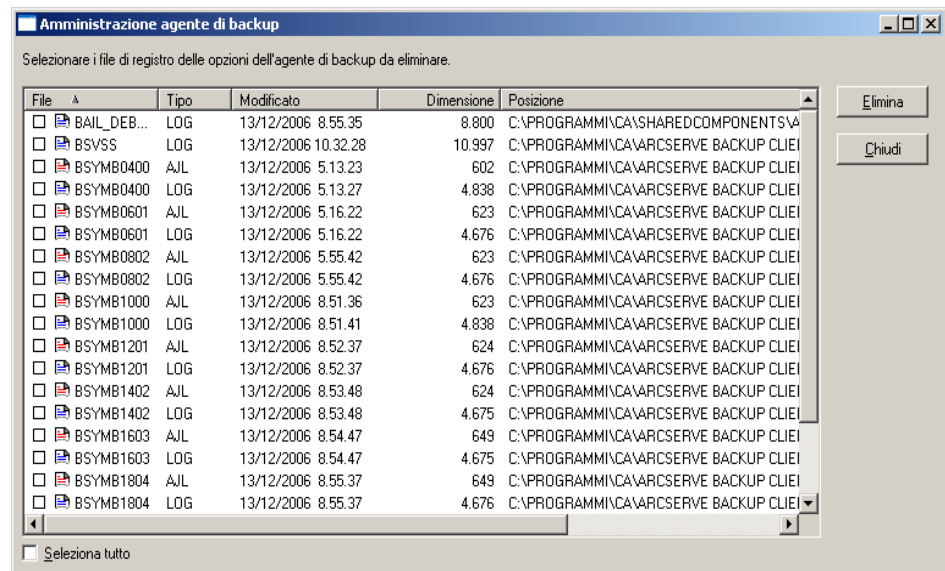 Amministrazione agente di backup
Selezionare i file di registro delle opzioni dell'agente di backup da eliminare.
File Tipo Modificato Dimensione Posizione
BAIL_DEB... LOG 13/12/2006 8.55.35 8.800 C:\PROGRAMMI\CA\SHAREDCOMPONENTS\A
BSVSS LOG 13/12/2006 10.32.28 10.997 C:\PROGRAMMI\CA\ARCSERVE BACKUP CLIE
BSYMB0400 AJL 13/12/2006 5.13.23 602 C:\PROGRAMMI\CA\ARCSERVE BACKUP CLIE
BSYMB0400 LOG 13/12/2006 5.13.27 4.838 C:\PROGRAMMI\CA\ARCSERVE BACKUP CLIE
BSYMB0601 AJL 13/12/2006 5.16.22 623 C:\PROGRAMMI\CA\ARCSERVE BACKUP CLIE
BSYMB0601 LOG 13/12/2006 5.16.22 4.676 C:\PROGRAMMI\CA\ARCSERVE BACKUP CLIE
BSYMB0802 AJL 13/12/2006 5.55.42 623 C:\PROGRAMMI\CA\ARCSERVE BACKUP CLIE
BSYMB0802 LOG 13/12/2006 5.55.42 4.676 C:\PROGRAMMI\CA\ARCSERVE BACKUP CLIE
BSYMB1000 AJL 13/12/2006 8.51.36 623 C:\PROGRAMMI\CA\ARCSERVE BACKUP CLIE
BSYMB1000 LOG 13/12/2006 8.51.41 4.838 C:\PROGRAMMI\CA\ARCSERVE BACKUP CLIE
BSYMB1201 AJL 13/12/2006 8.52.37 624 C:\PROGRAMMI\CA\ARCSERVE BACKUP CLIE
BSYMB1201 LOG 13/12/2006 8.52.37 4.676 C:\PROGRAMMI\CA\ARCSERVE BACKUP CLIE
BSYMB1402 AJL 13/12/2006 8.53.48 624 C:\PROGRAMMI\CA\ARCSERVE BACKUP CLIE
BSYMB1402 LOG 13/12/2006 8.53.48 4.675 C:\PROGRAMMI\CA\ARCSERVE BACKUP CLIE
BSYMB1603 AJL 13/12/2006 8.54.47 649 C:\PROGRAMMI\CA\ARCSERVE BACKUP CLIE
BSYMB1603 LOG 13/12/2006 8.54.47 4.675 C:\PROGRAMMI\CA\ARCSERVE BACKUP CLIE
BSYMB1804 AJL 13/12/2006 8.55.37 649 C:\PROGRAMMI\CA\ARCSERVE BACKUP CLIE
BSYMB1804 LOG 13/12/2006 8.55.37 4.676 C:\PROGRAMMI\CA\ARCSERVE BACKUP CLIE
Elimina
Chiudi
Seleziona tutto